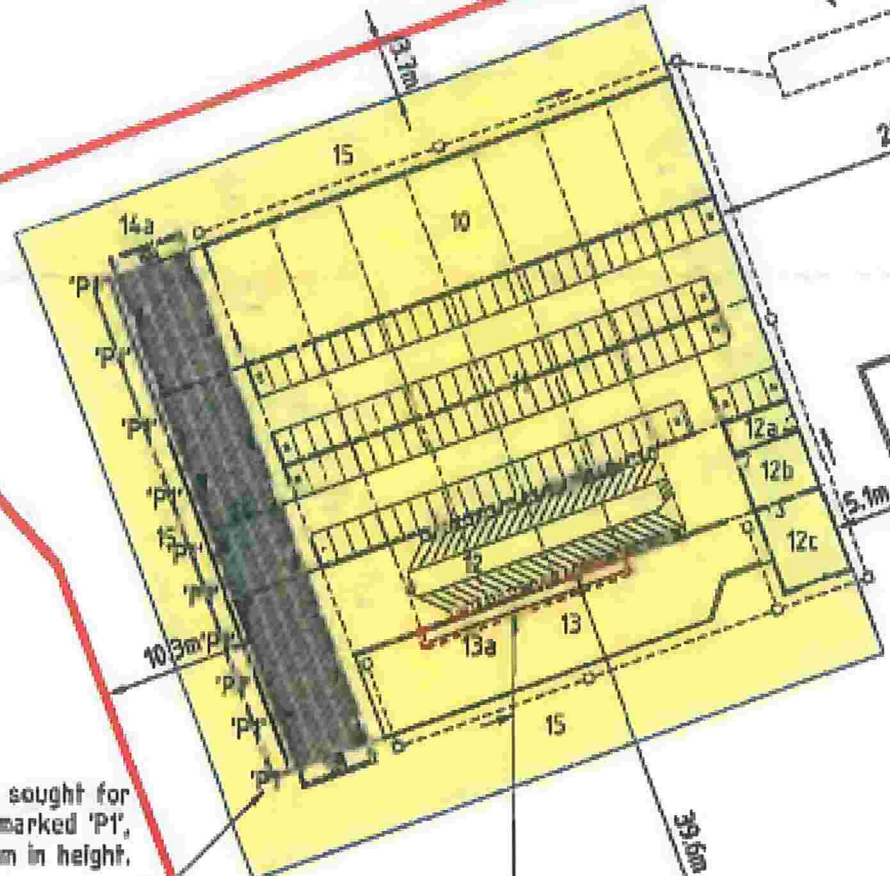 3.7m
15
14a
10
'P1'
'P1'
'P1'
'P1'
'P1'
'P1'
'P1'
'P1'
'P1'
12a
12b
12c
5.1m
12
13
13a
10.3m
15
39.6m
sought for
marked 'P1',
m in height.